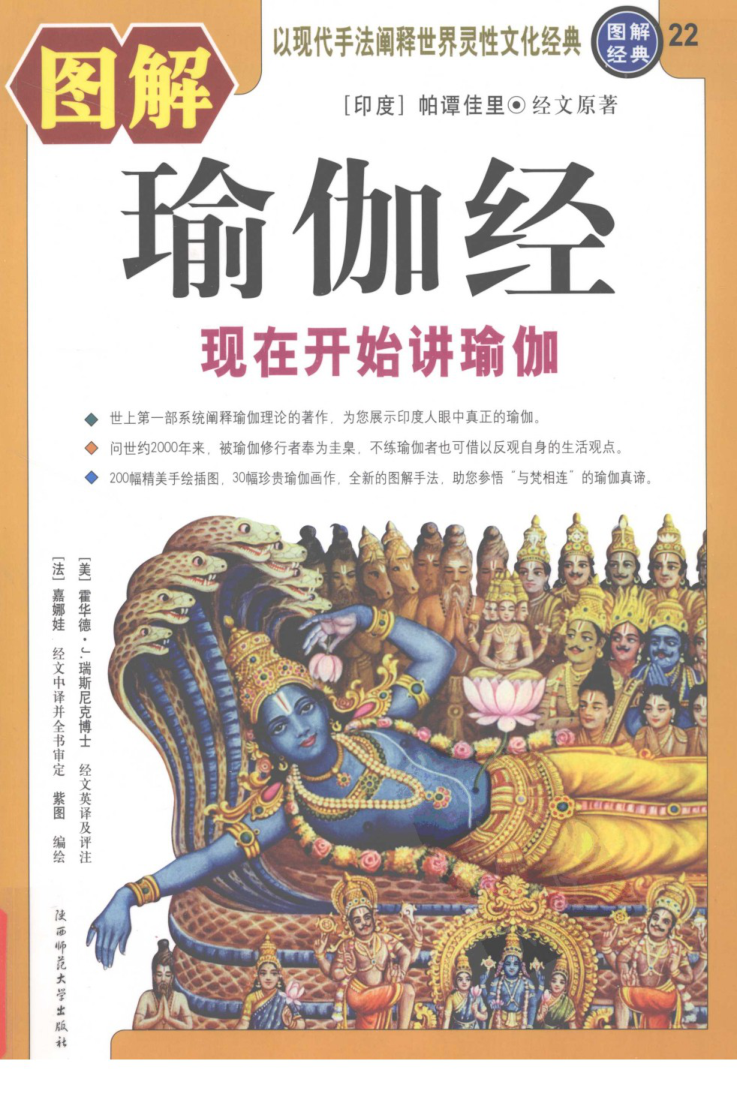 以现代手法阐释世界灵性文化经典
图解
经典
22
图解
［印度］帕谭佳里⊙经文原著
瑜伽经
现在开始讲瑜伽
◆ 世上第一部系统阐释瑜伽理论的著作，为您展示印度人眼中真正的瑜伽。
◆ 问世约2000年来，被瑜伽修行者奉为圭臬，不练瑜伽者也可借以反观自身的生活观点。
◆ 200幅精美手绘插图，30幅珍贵瑜伽画作，全新的图解手法，助您参悟“与梵相连”的瑜伽真谛。
［美］霍华德·J.瑞斯尼克博士 经文英译及评注
［法］嘉娜娃 经文中译并全书审定 紫图 编绘
陕西师范大学出版社